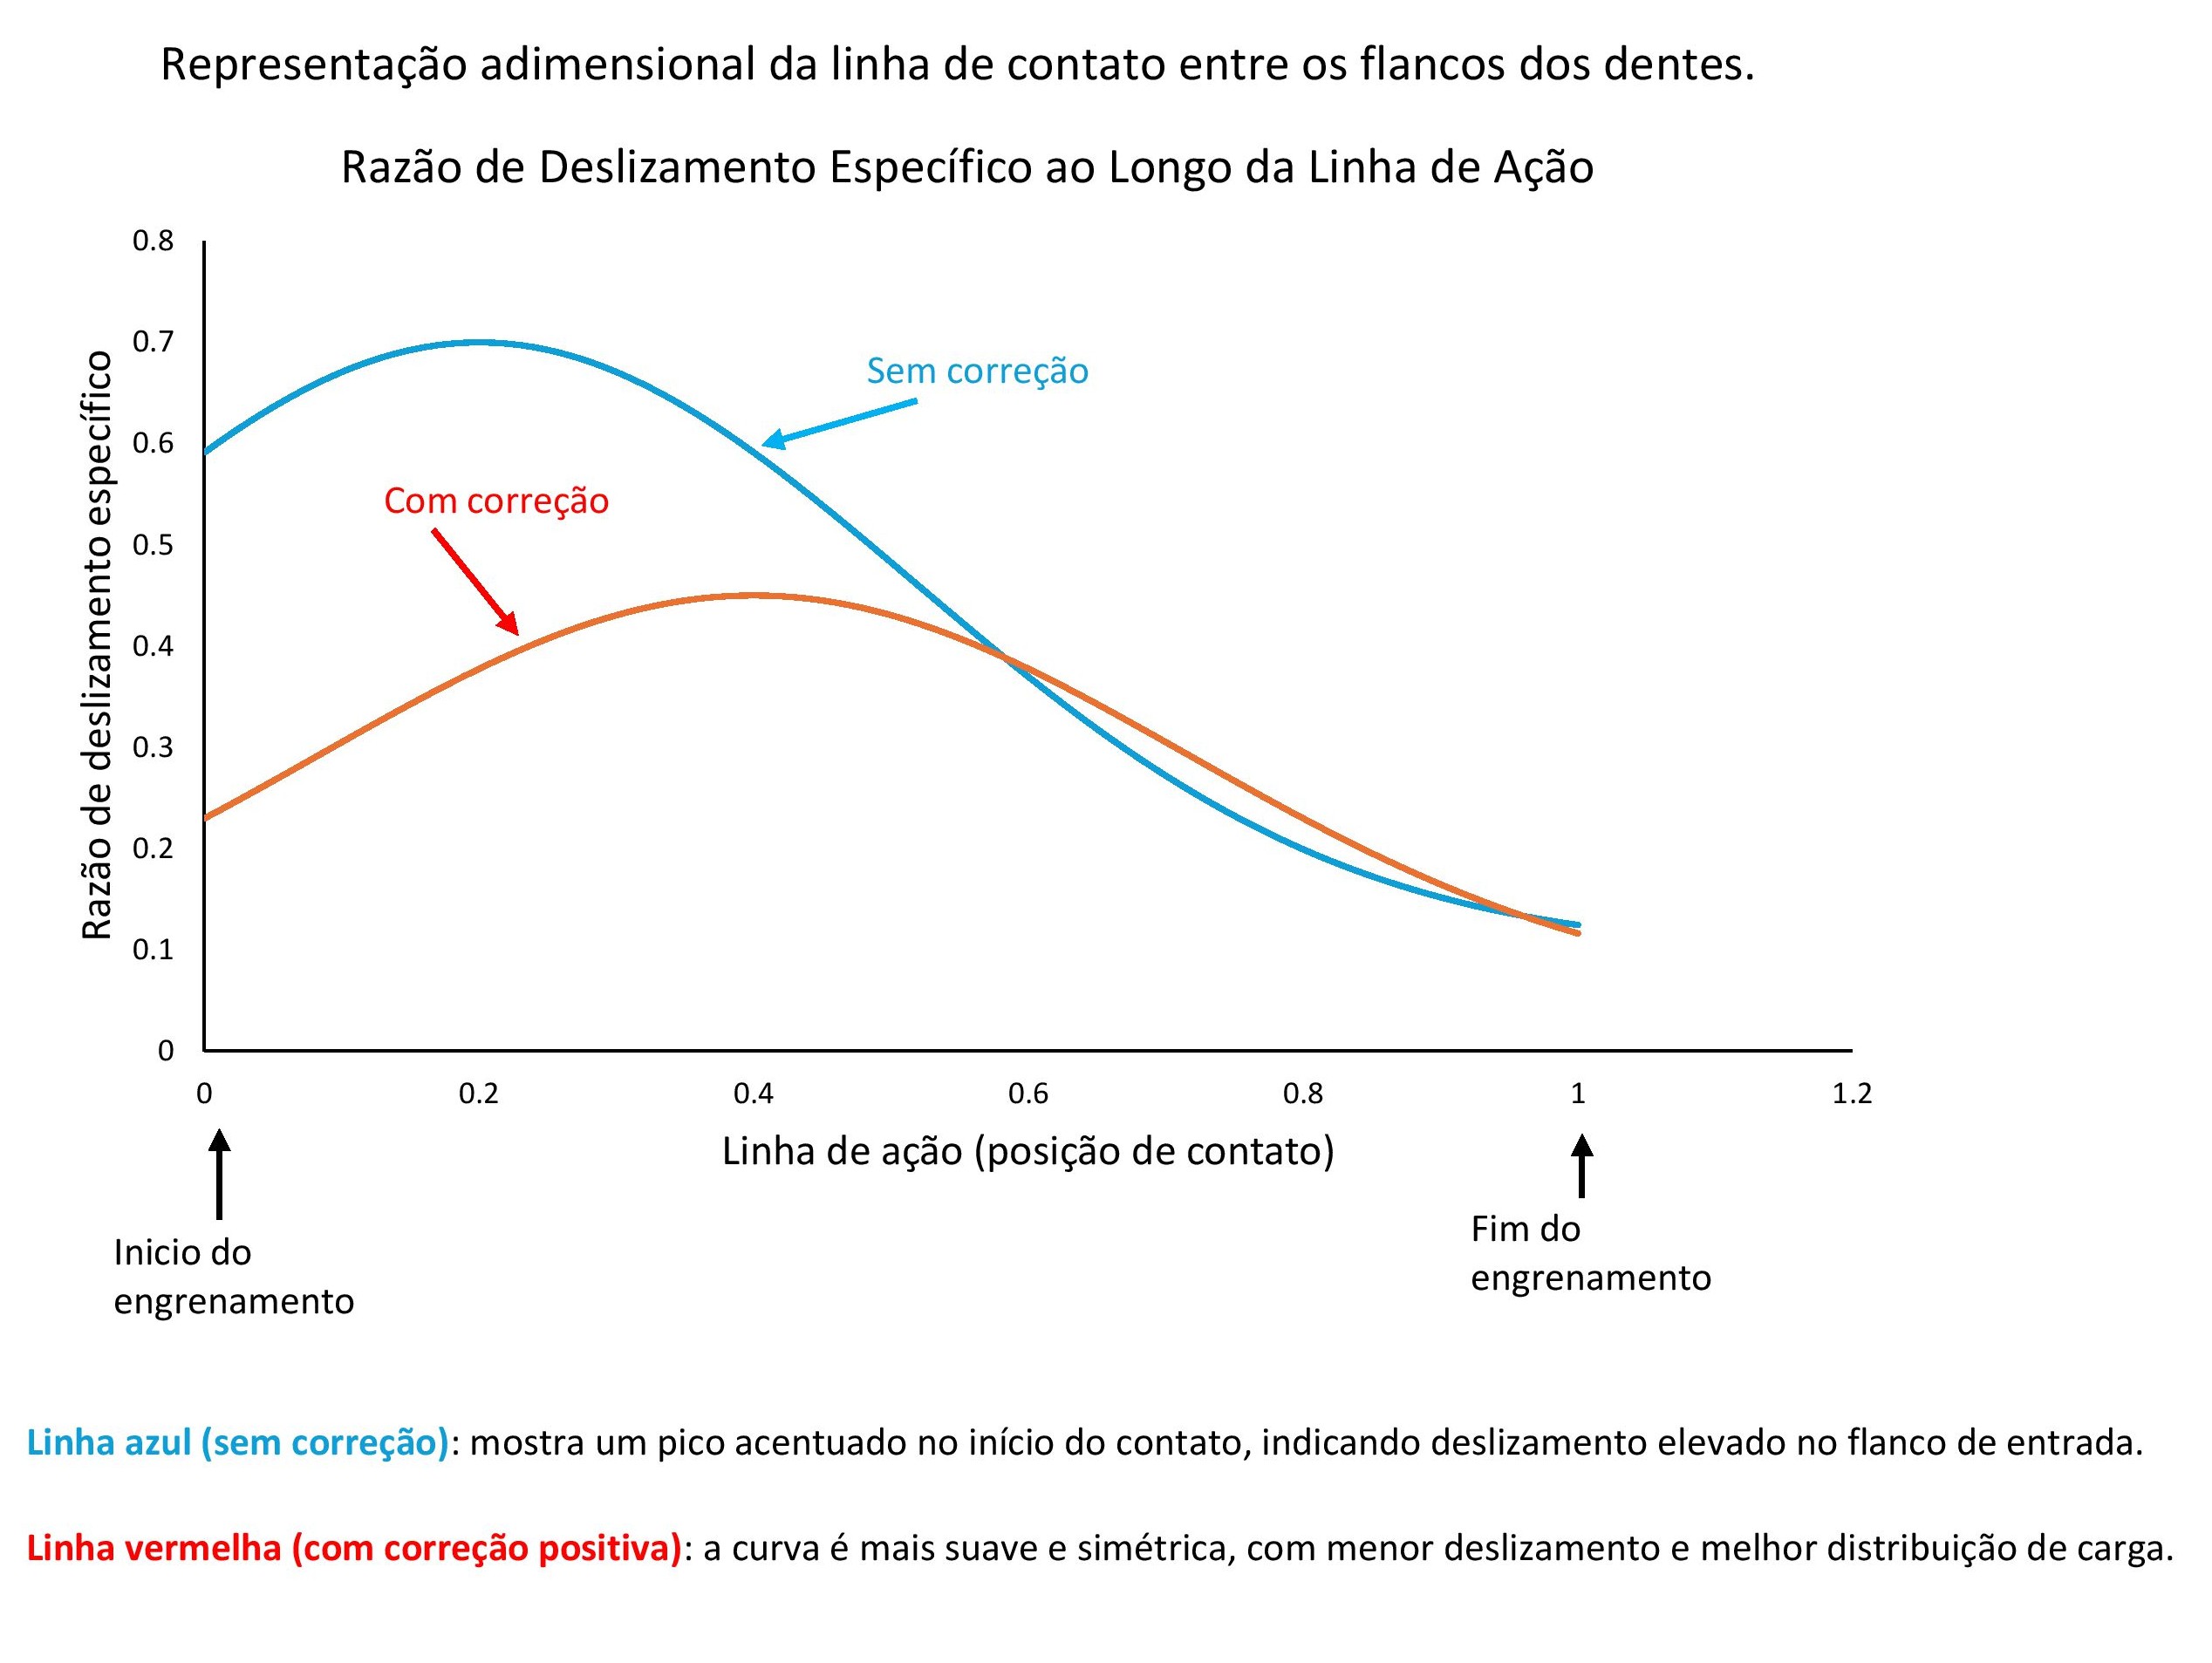 Representação adimensional da linha de contato entre os flancos dos dentes.
Razão de Deslizamento Específico ao Longo da Linha de Ação
Razão de deslizamento específico
0.8
0.7
0.6
0.5
0.4
0.3
0.2
0.1
0
Sem correção
Com correção
0 0.2 0.4 0.6 0.8 1 1.2
Linha de ação (posição de contato)
Inicio do
engrenamento
Fim do
engrenamento
Linha azul (sem correção): mostra um pico acentuado no início do contato, indicando deslizamento elevado no flanco de entrada.
Linha vermelha (com correção positiva): a curva é mais suave e simétrica, com menor deslizamento e melhor distribuição de carga.